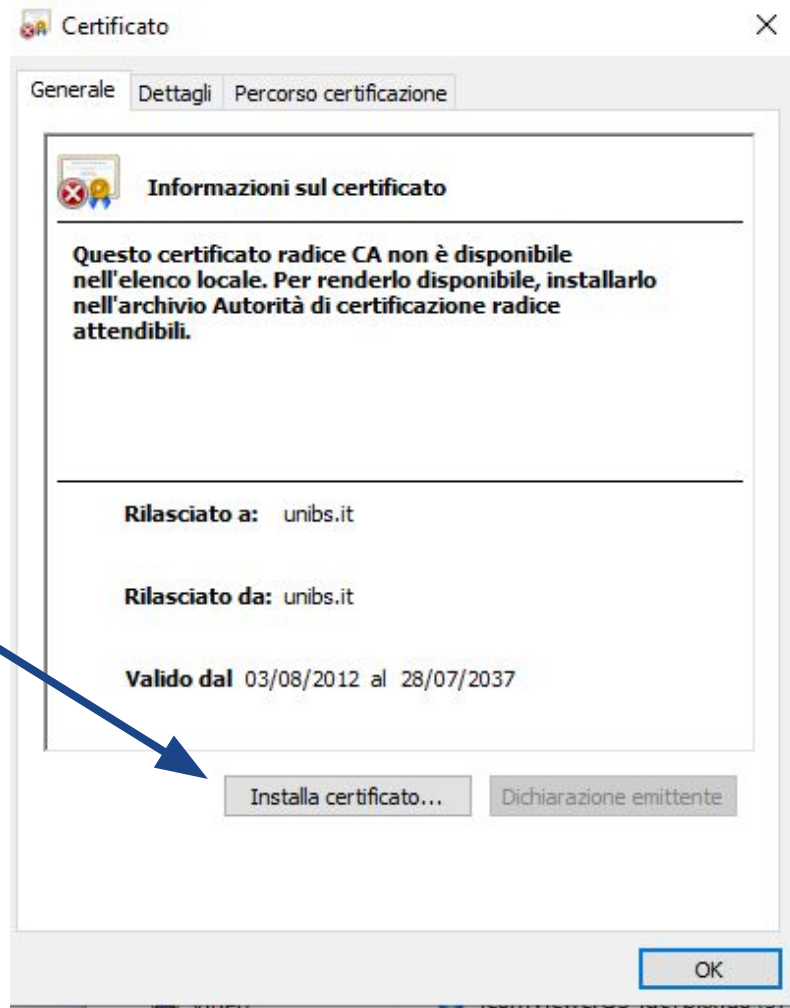 Certificato
Generale Dettagli Percorso certificazione
Informazioni sul certificato
Questo certificato radice CA non è disponibile
nell'elenco locale. Per renderlo disponibile, installarlo
nell'archivio Autorità di certificazione radice
attendibili.
Rilasciato a: unibs.it
Rilasciato da: unibs.it
Valido dal 03/08/2012 al 28/07/2037
Installa certificato... Dichiarazione emittente
OK